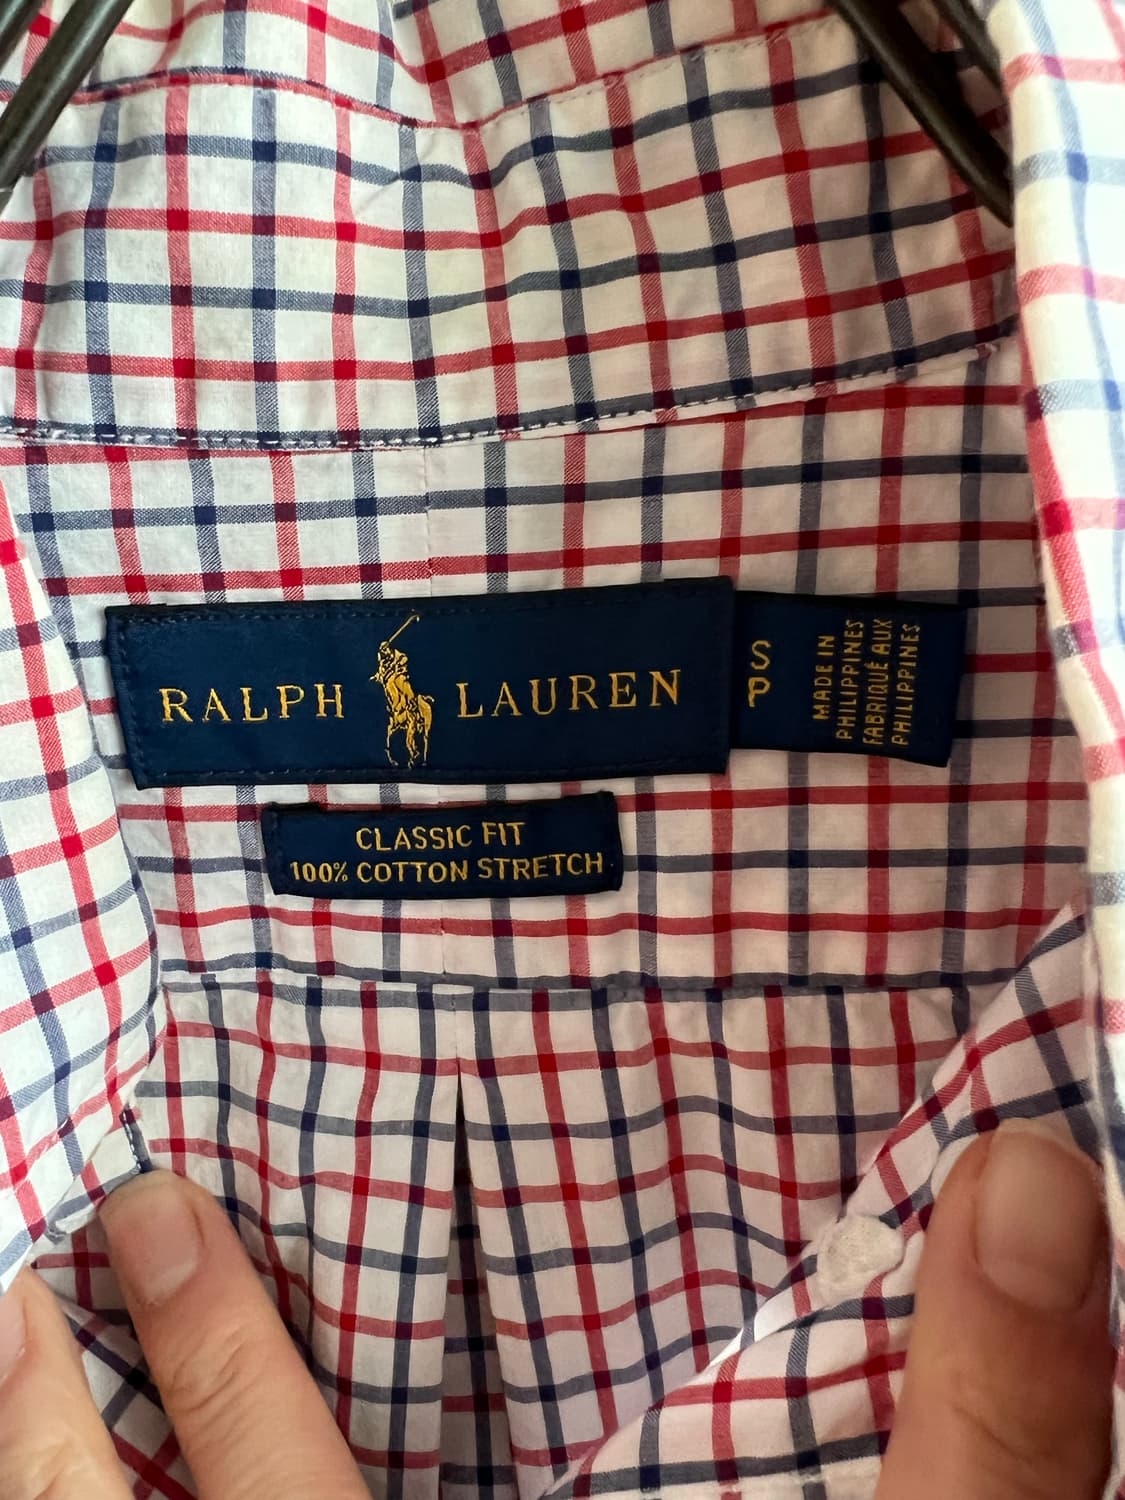 RALPH LAUREN
S
P
MADE IN
PHILIPPINES
FABRIQUÉ AUX
PHILIPPINES
CLASSIC FIT
100% COTTON STRETCH